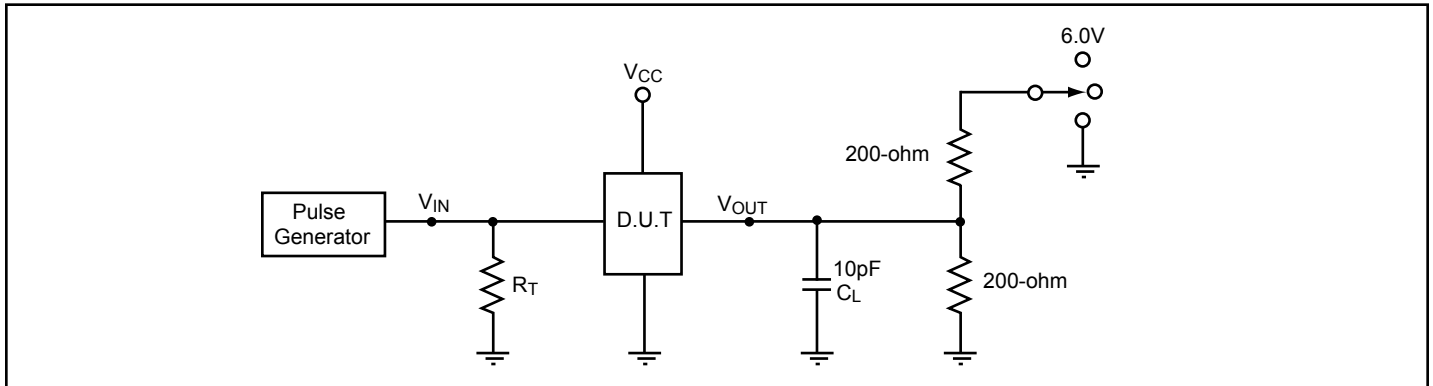 6.0V
VCC
200-ohm
Pulse
Generator
VIN
D.U.T
VOUT
RT
10pF
CL
200-ohm